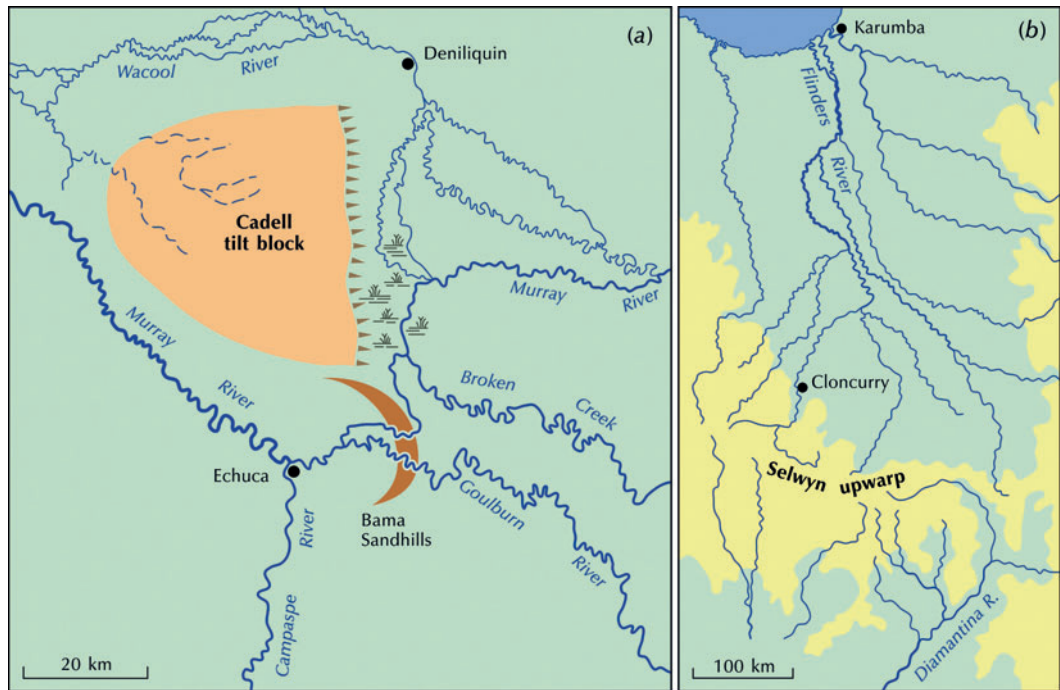 (a)
Deniliquin
Wacool River
Cadell
tilt block
Murray River
Murray River
Broken Creek
Echuca
Goulburn River
Bama
Sandhills
Campaspe River
20 km
(b)
Karumba
Flinders River
Cloncurry
Selwyn upwarp
Diamantina R.
100 km